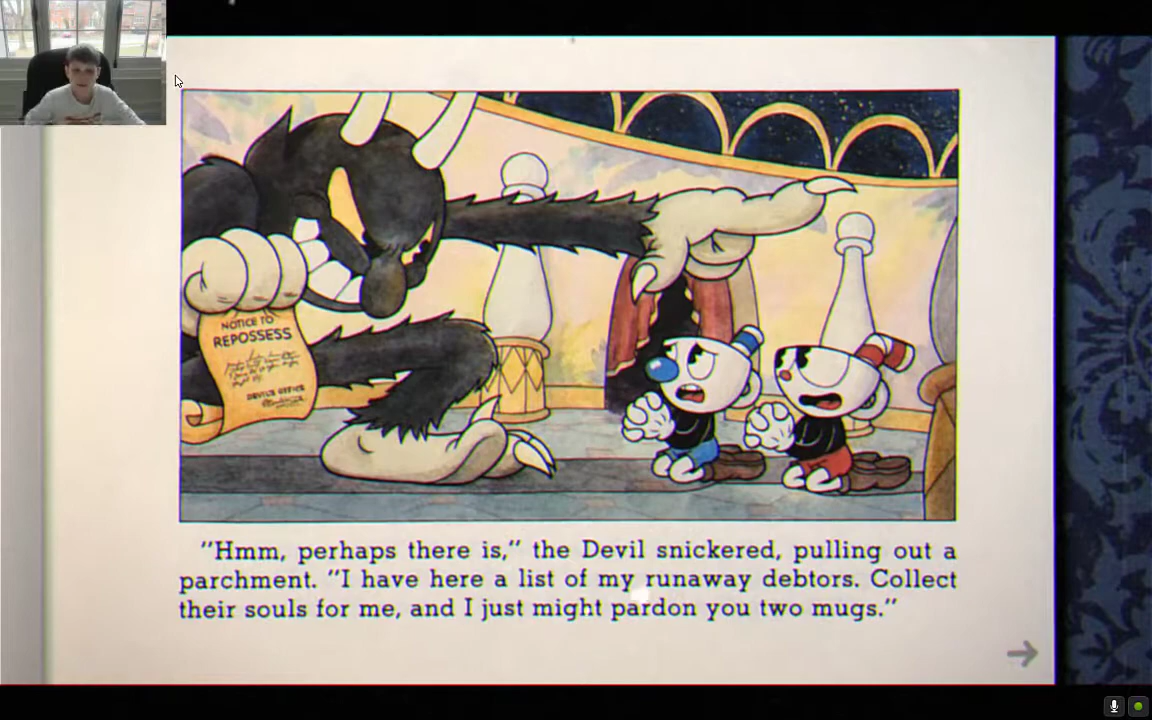 NOTICE TO
REPOSSESS
"Hmm, perhaps there is," the Devil snickered, pulling out a
parchment. "I have here a list of my runaway debtors. Collect
their souls for me, and I just might pardon you two mugs."